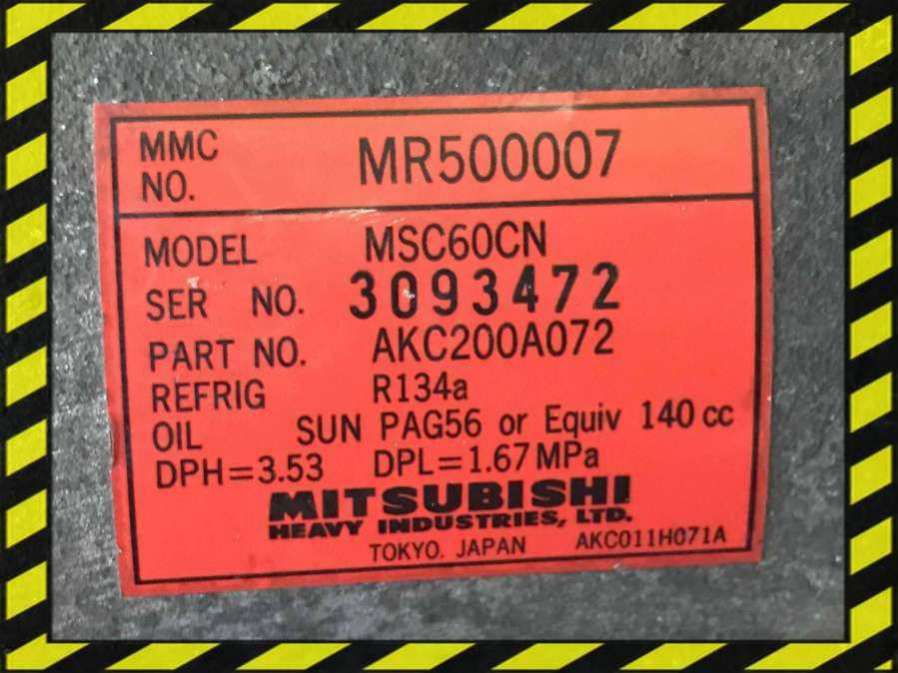 MMC NO. MR500007
MODEL MSC60CN
SER NO. 3093472
PART NO. AKC200A072
REFRIG R134a
OIL SUN PAG56 or Equiv 140 cc
DPH=3.53 DPL=1.67 MPa
MITSUBISHI
HEAVY INDUSTRIES, LTD.
TOKYO. JAPAN AKC011H071A